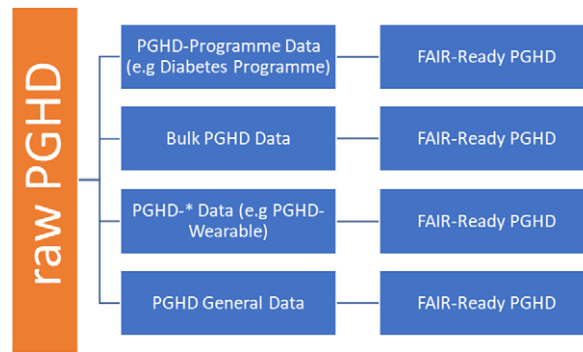 raw PGHD
PGHD-Programme Data
(e.g Diabetes Programme)
FAIR-Ready PGHD
Bulk PGHD Data
FAIR-Ready PGHD
PGHD-* Data (e.g PGHD-
Wearable)
FAIR-Ready PGHD
PGHD General Data
FAIR-Ready PGHD